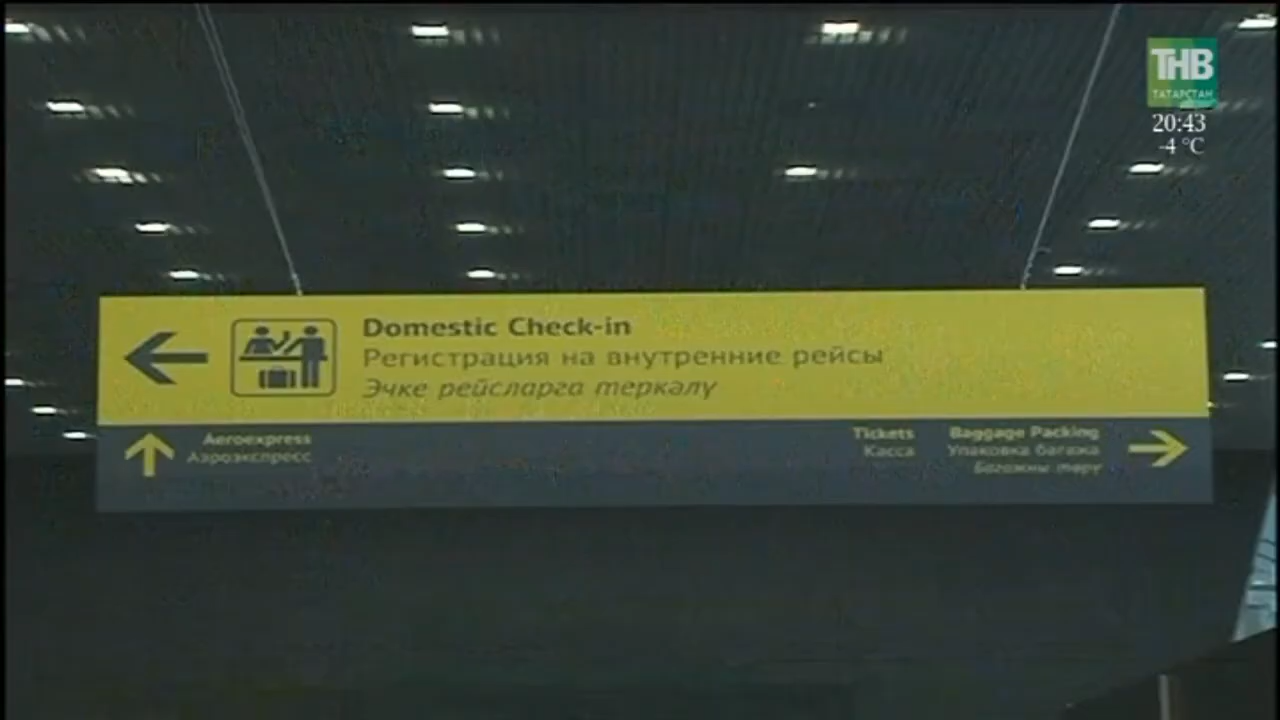 ТНВ
ТАТАРСТАН
20:43
-4 °C
Domestic Check-in
Регистрация на внутренние рейсы
Эчке рейсларга теркәлү
Aeroexpress
Аэроэкспресс
Tickets
Касса
Baggage Packing
Упаковка багажа
Багажны төрү